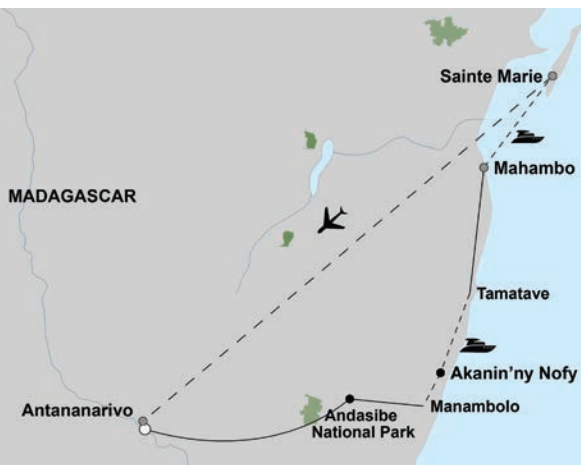 Sainte Marie
Mahambo
MADAGASCAR
Tamatave
Akanin'ny Nofy
Antananarivo
Manambolo
Andasibe
National Park